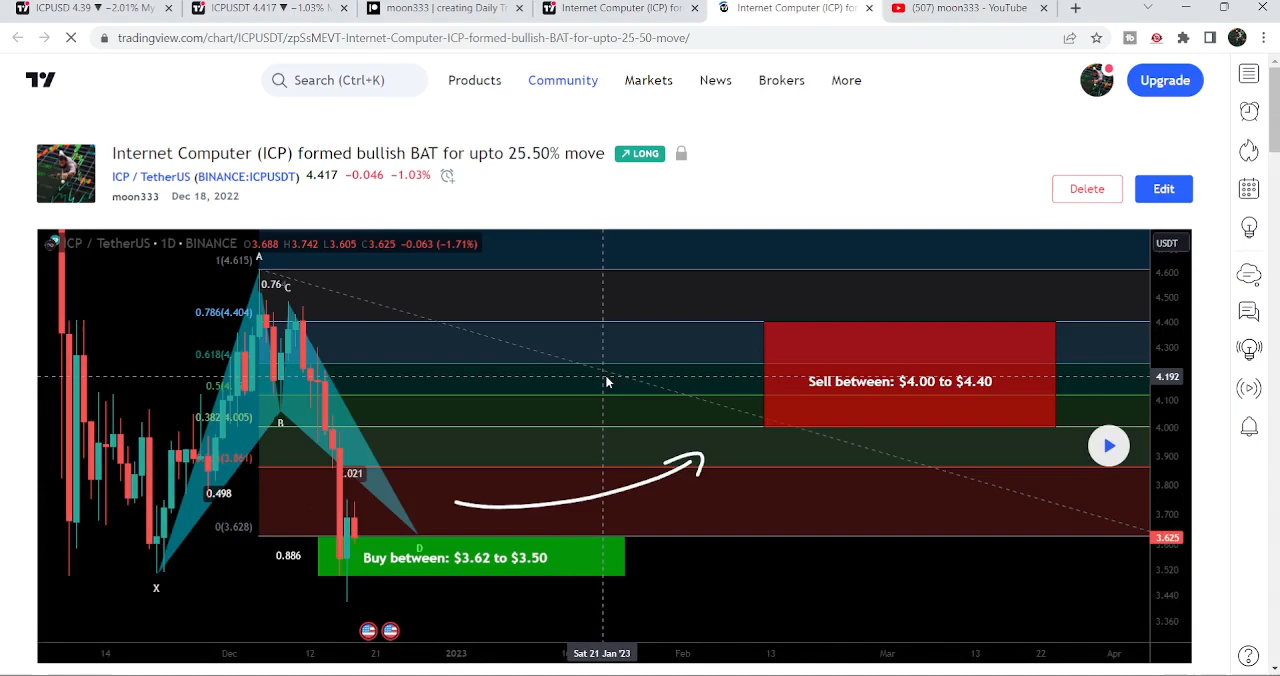 ICPUSD 4.39 ▼ −2.01% My
ICPUSDT 4.417 ▼ −1.03% M
moon333 | creating Daily T
Internet Computer (ICP) for
Internet Computer (ICP) fo
(507) moon333 - YouTube
tradingview.com/chart/ICPUSDT/zpSsMEVT-Internet-Computer-ICP-formed-bullish-BAT-for-upto-25-50-move/
Search (Ctrl+K)
Products
Community
Markets
News
Brokers
More
Upgrade
Internet Computer (ICP) formed bullish BAT for upto 25.50% move
LONG
ICP / TetherUS (BINANCE:ICPUSDT) 4.417 −0.046 −1.03%
moon333 Dec 18, 2022
Delete
Edit
ICP / TetherUS • 1D • BINANCE O3.688 H3.742 L3.605 C3.625 −0.063 (−1.71%)
USDT
A
1(4.615)
4.600
0.76
C
4.500
0.786(4.404)
4.400
4.300
0.618(4.
0.5(4.
4.192
Sell between: $4.00 to $4.40
4.100
0.382(4.005)
B
4.000
3.900
(3.861)
.021
3.800
0.498
3.700
0(3.628)
3.625
D
0.886
Buy between: $3.62 to $3.50
3.520
X
3.440
3.360
14
Dec
12
21
2023
Sat 21 Jan '23
Feb
13
Mar
13
22
Apr